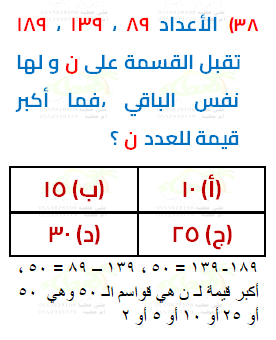 ٣٨) الأعداد ٨٩ ، ١٣٩ ، ١٨٩
تقبل القسمة على ن و لها
نفس الباقي ،فما أكبر
قيمة للعدد ن ؟
(أ) ١٠ (ب) ١٥
(ج) ٢٥ (د) ٣٠
١٨٩- ١٣٩ = ٥٠ ، ١٣٩ – ٨٩ = ٥٠ ،
أكبر قيمة لـ ن هي قواسم الـ ٥٠ وهي ٥٠
أو ٢٥ أو ١٠ أو ٥ أو ٢